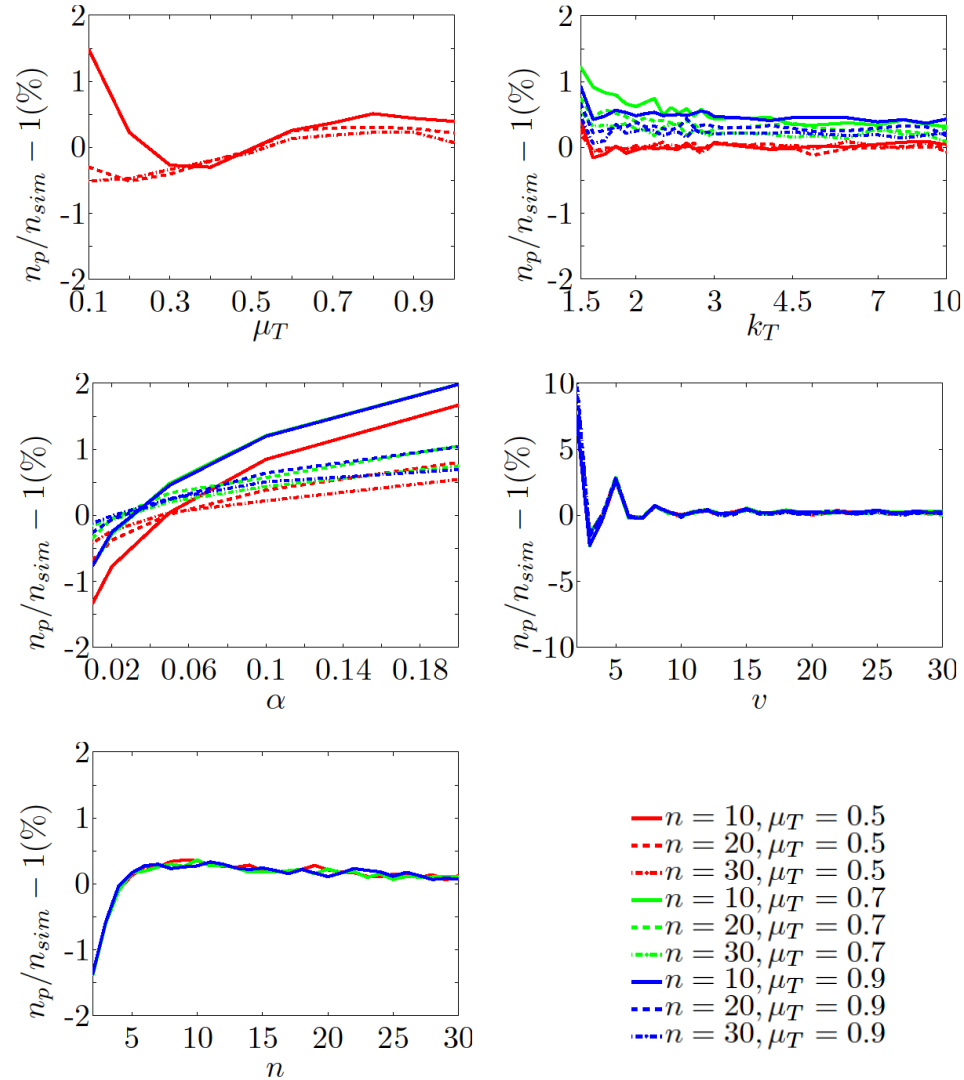 2
1
0
-1
-2
n_p/n_sim − 1(%)
0.1 0.3 0.5 0.7 0.9
μ_T
2
1
0
-1
-2
n_p/n_sim − 1(%)
1.5 2 3 4.5 7 10
k_T
2
1
0
-1
-2
n_p/n_sim − 1(%)
0.02 0.06 0.1 0.14 0.18
α
10
5
0
-5
-10
n_p/n_sim − 1(%)
5 10 15 20 25 30
v
2
1
0
-1
-2
n_p/n_sim − 1(%)
5 10 15 20 25 30
n
n = 10, μ_T = 0.5
n = 20, μ_T = 0.5
n = 30, μ_T = 0.5
n = 10, μ_T = 0.7
n = 20, μ_T = 0.7
n = 30, μ_T = 0.7
n = 10, μ_T = 0.9
n = 20, μ_T = 0.9
n = 30, μ_T = 0.9